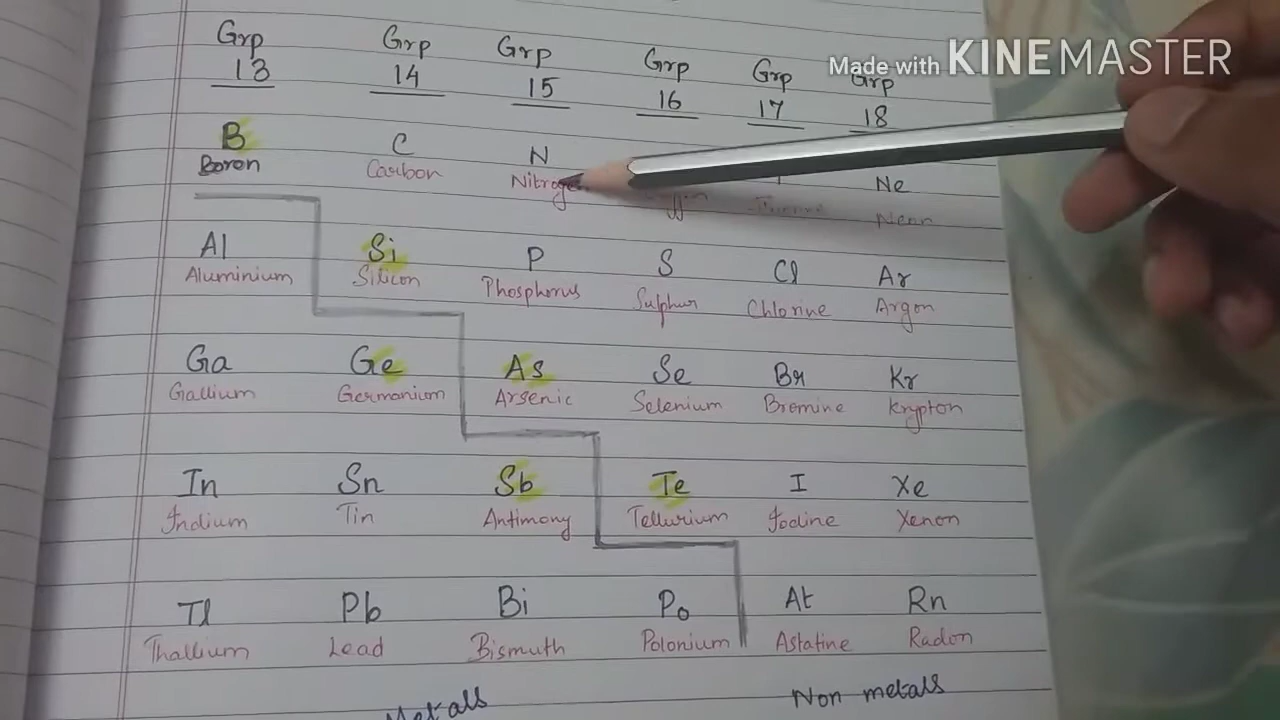 Made with KINEMASTER
Grp Grp Grp Grp Grp Grp
13 14 15 16 17 18
B C N Ne
Boron Carbon Neon
Al Si P S Cl Ar
Aluminium Silicon Phosphorus Sulphur Chlorine Argon
Ga Ge As Se Br Kr
Gallium Germanium Arsenic Selenium Bromine Krypton
In Sn Sb Te I Xe
Indium Tin Antimony Tellurium Iodine Xenon
Tl Pb Bi Po At Rn
Thallium Lead Bismuth Polonium Astatine Radon
Metals Non metals